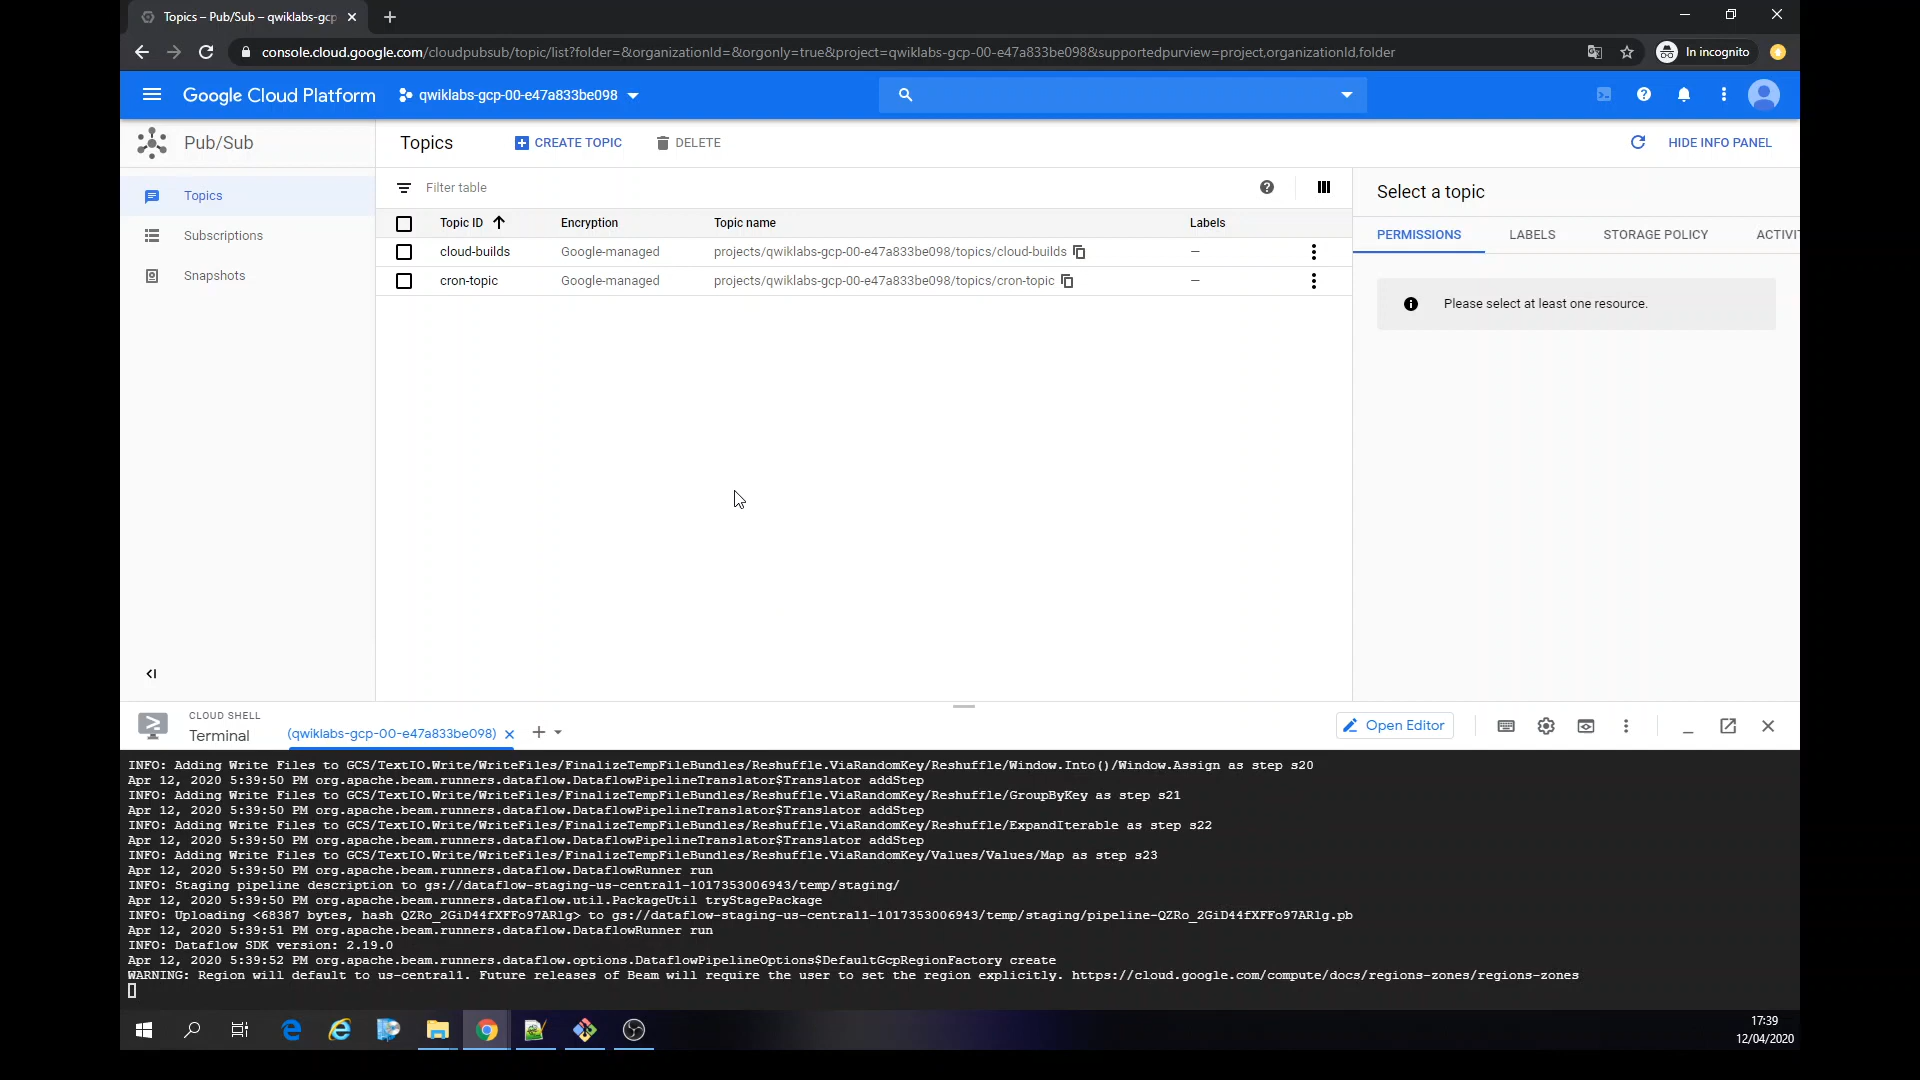 Topics – Pub/Sub – qwiklabs-gcp
console.cloud.google.com/cloudpubsub/topic/list?folder=&organizationId=&orgonly=true&project=qwiklabs-gcp-00-e47a833be098&supportedpurview=project,organizationId,folder
In incognito
Google Cloud Platform
qwiklabs-gcp-00-e47a833be098
Pub/Sub
Topics
CREATE TOPIC
DELETE
HIDE INFO PANEL
Topics
Subscriptions
Snapshots
Filter table
Topic ID Encryption Topic name Labels
cloud-builds Google-managed projects/qwiklabs-gcp-00-e47a833be098/topics/cloud-builds —
cron-topic Google-managed projects/qwiklabs-gcp-00-e47a833be098/topics/cron-topic —
Select a topic
PERMISSIONS LABELS STORAGE POLICY ACTIVIT
Please select at least one resource.
CLOUD SHELL
Terminal
(qwiklabs-gcp-00-e47a833be098)
Open Editor
INFO: Adding Write Files to GCS/TextIO.Write/WriteFiles/FinalizeTempFileBundles/Reshuffle.ViaRandomKey/Reshuffle/Window.Into()/Window.Assign as step s20
Apr 12, 2020 5:39:50 PM org.apache.beam.runners.dataflow.DataflowPipelineTranslator$Translator addStep
INFO: Adding Write Files to GCS/TextIO.Write/WriteFiles/FinalizeTempFileBundles/Reshuffle.ViaRandomKey/Reshuffle/GroupByKey as step s21
Apr 12, 2020 5:39:50 PM org.apache.beam.runners.dataflow.DataflowPipelineTranslator$Translator addStep
INFO: Adding Write Files to GCS/TextIO.Write/WriteFiles/FinalizeTempFileBundles/Reshuffle.ViaRandomKey/Reshuffle/ExpandIterable as step s22
Apr 12, 2020 5:39:50 PM org.apache.beam.runners.dataflow.DataflowPipelineTranslator$Translator addStep
INFO: Adding Write Files to GCS/TextIO.Write/WriteFiles/FinalizeTempFileBundles/Reshuffle.ViaRandomKey/Values/Values/Map as step s23
Apr 12, 2020 5:39:50 PM org.apache.beam.runners.dataflow.DataflowRunner run
INFO: Staging pipeline description to gs://dataflow-staging-us-central1-1017353006943/temp/staging/
Apr 12, 2020 5:39:50 PM org.apache.beam.runners.dataflow.util.PackageUtil tryStagePackage
INFO: Uploading <68387 bytes, hash QZRo_2GiD44fXFFo97ARlg> to gs://dataflow-staging-us-central1-1017353006943/temp/staging/pipeline-QZRo_2GiD44fXFFo97ARlg.pb
Apr 12, 2020 5:39:51 PM org.apache.beam.runners.dataflow.DataflowRunner run
INFO: Dataflow SDK version: 2.19.0
Apr 12, 2020 5:39:52 PM org.apache.beam.runners.dataflow.options.DataflowPipelineOptions$DefaultGcpRegionFactory create
WARNING: Region will default to us-central1. Future releases of Beam will require the user to set the region explicitly. https://cloud.google.com/compute/docs/regions-zones/regions-zones
17:39
12/04/2020